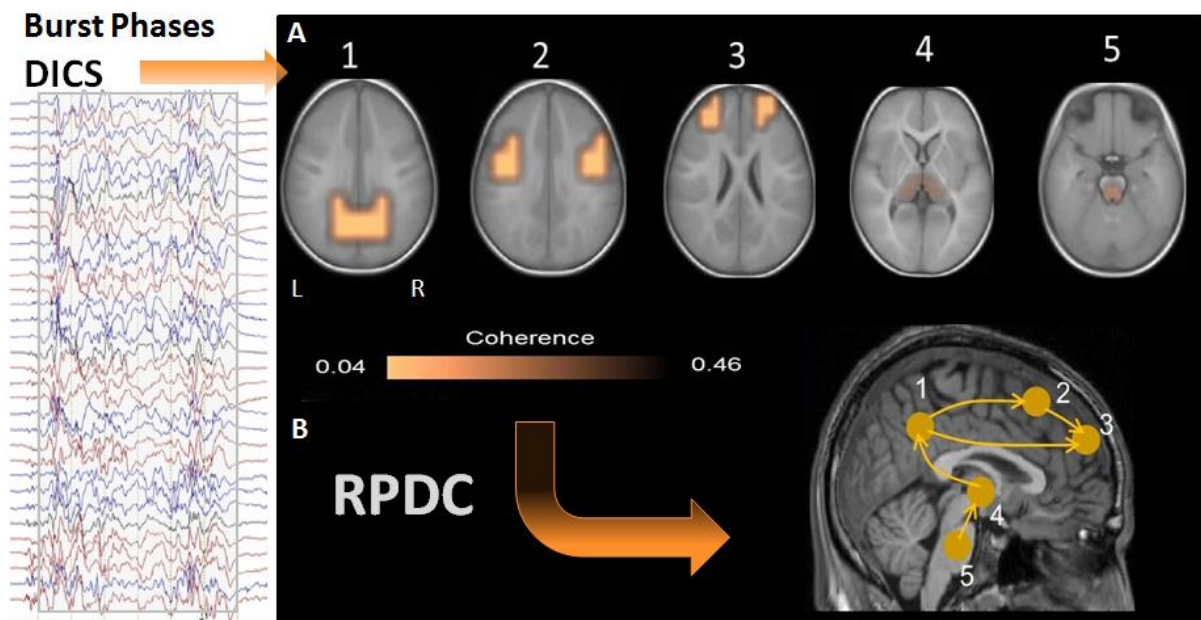 Burst Phases
DICS
A
1 2 3 4 5
L R
Coherence
0.04 0.46
B
RPDC
1
2
3
4
5